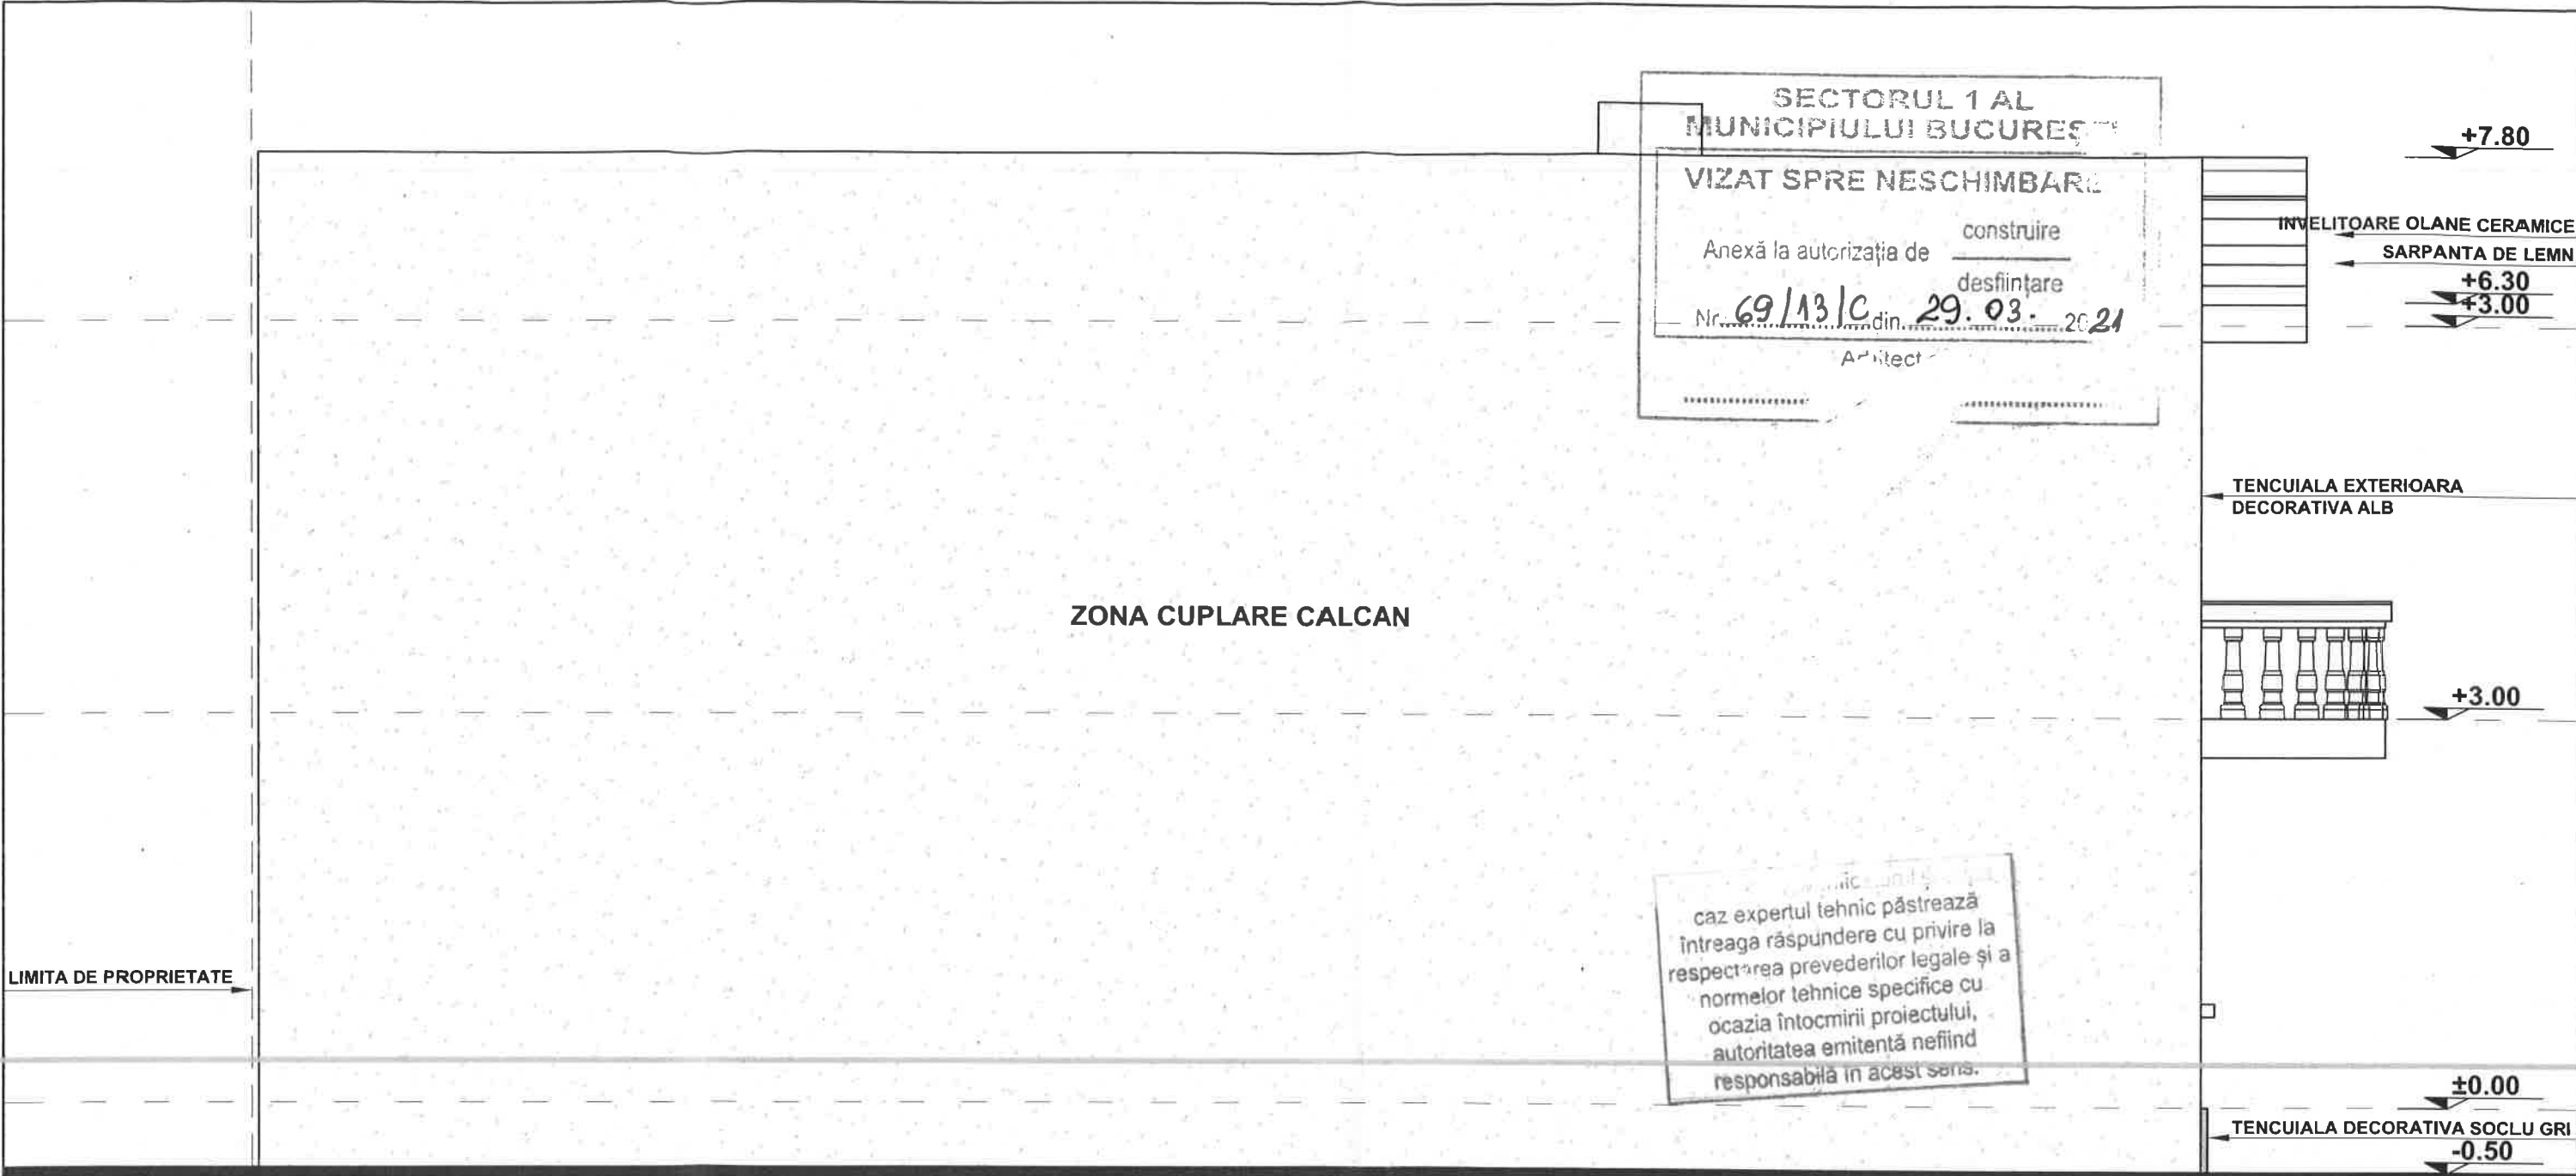 SECTORUL 1 AL
MUNICIPIULUI BUCUREȘTI
VIZAT SPRE NESCHIMBARE
Anexă la autorizația de construire
desființare
Nr. 69/13/C din. 29. 03. 2021
+7.80
INVELITOARE OLANE CERAMICE
SARPANTA DE LEMN
+6.30
+3.00
TENCUIALA EXTERIOARA
DECORATIVA ALB
ZONA CUPLARE CALCAN
+3.00
caz expertul tehnic păstrează
întreaga răspundere cu privire la
respectarea prevederilor legale și a
normelor tehnice specifice cu
ocazia întocmirii proiectului,
autoritatea emitentă nefiind
responsabilă în acest sens.
LIMITA DE PROPRIETATE
±0.00
TENCUIALA DECORATIVA SOCLU GRI
-0.50